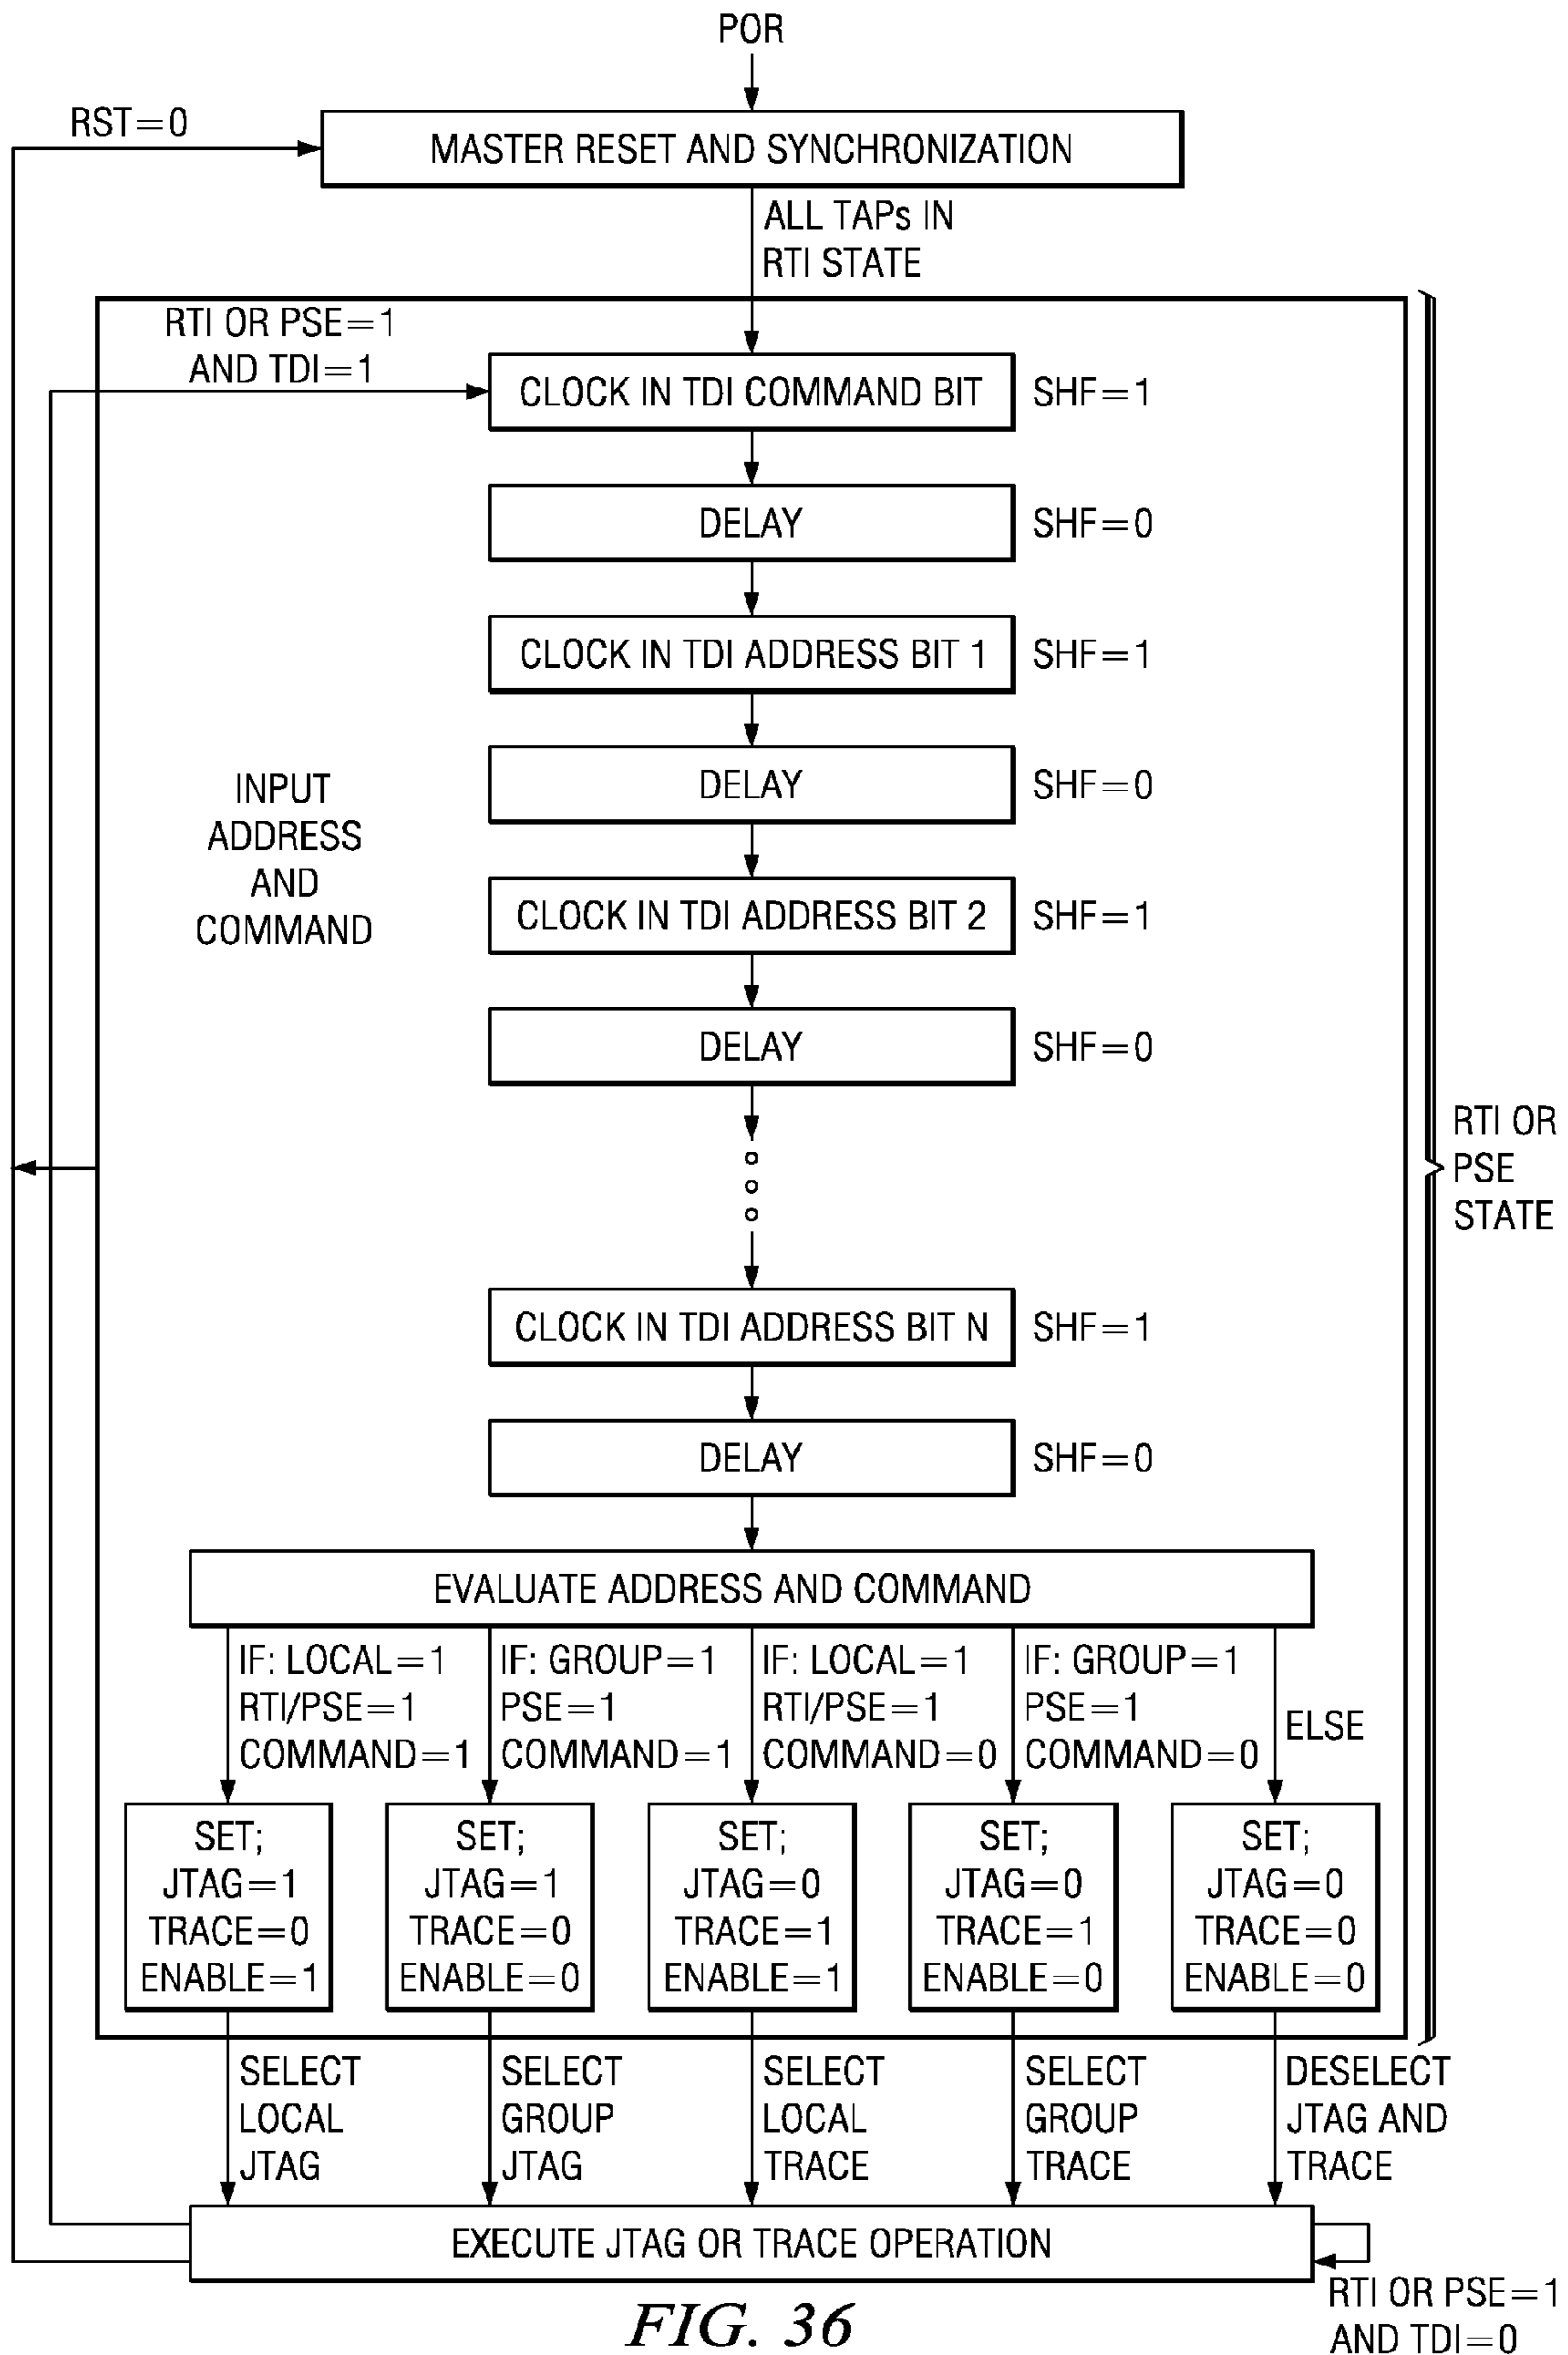 POR
RST=0
MASTER RESET AND SYNCHRONIZATION
ALL TAPs IN
RTI STATE
RTI OR PSE=1
AND TDI=1
CLOCK IN TDI COMMAND BIT
SHF=1
DELAY
SHF=0
CLOCK IN TDI ADDRESS BIT 1
SHF=1
DELAY
SHF=0
INPUT
ADDRESS
AND
COMMAND
CLOCK IN TDI ADDRESS BIT 2
SHF=1
DELAY
SHF=0
RTI OR
PSE
STATE
CLOCK IN TDI ADDRESS BIT N
SHF=1
DELAY
SHF=0
EVALUATE ADDRESS AND COMMAND
IF: LOCAL=1
RTI/PSE=1
COMMAND=1
IF: GROUP=1
PSE=1
COMMAND=1
IF: LOCAL=1
RTI/PSE=1
COMMAND=0
IF: GROUP=1
PSE=1
COMMAND=0
ELSE
SET;
JTAG=1
TRACE=0
ENABLE=1
SET;
JTAG=1
TRACE=0
ENABLE=0
SET;
JTAG=0
TRACE=1
ENABLE=1
SET;
JTAG=0
TRACE=1
ENABLE=0
SET;
JTAG=0
TRACE=0
ENABLE=0
SELECT
LOCAL
JTAG
SELECT
GROUP
JTAG
SELECT
LOCAL
TRACE
SELECT
GROUP
TRACE
DESELECT
JTAG AND
TRACE
EXECUTE JTAG OR TRACE OPERATION
RTI OR PSE=1
AND TDI=0
FIG. 36